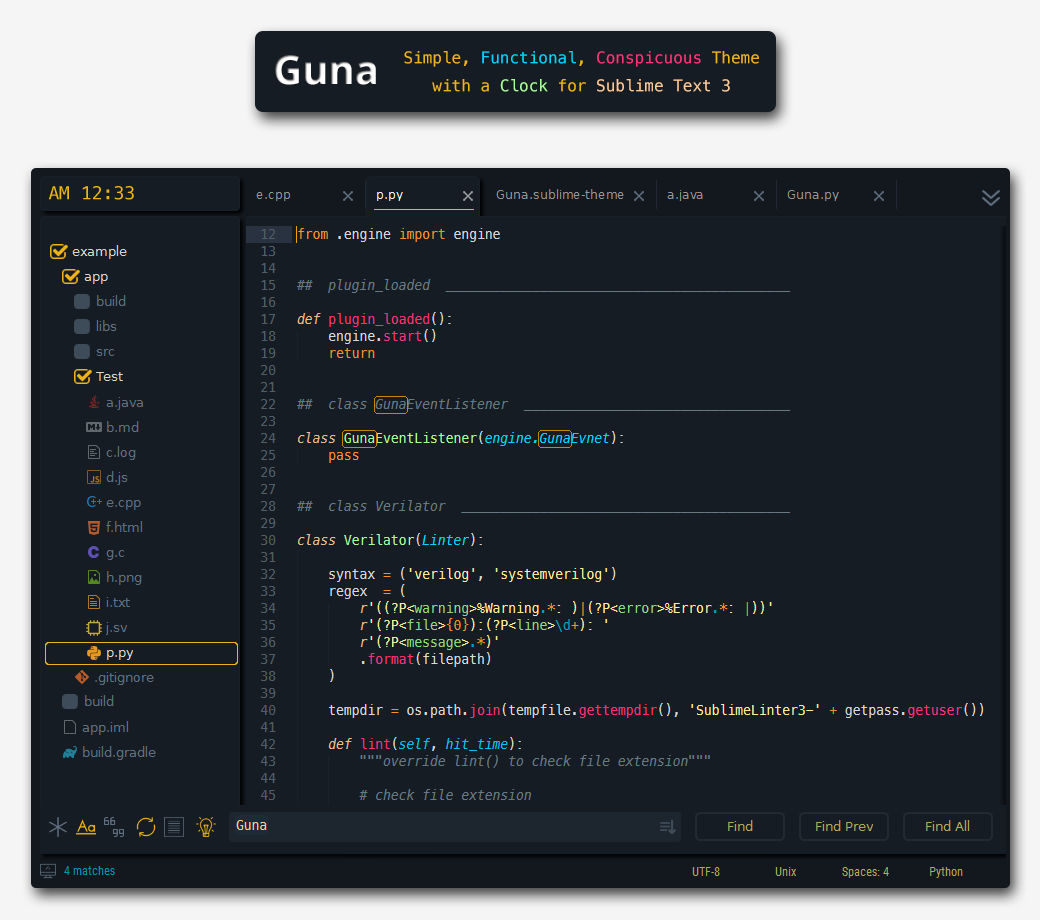 Guna
Simple, Functional, Conspicuous Theme
with a Clock for Sublime Text 3
AM 12:33
e.cpp
p.py
Guna.sublime-theme
a.java
Guna.py
example
app
build
libs
src
Test
a.java
b.md
c.log
d.js
e.cpp
f.html
g.c
h.png
i.txt
j.sv
p.py
.gitignore
build
app.iml
build.gradle
12 from .engine import engine
13
14
15 ##  plugin_loaded  ____________________________________________
16
17 def plugin_loaded():
18     engine.start()
19     return
20
21
22 ##  class GunaEventListener  __________________________________
23
24 class GunaEventListener(engine.GunaEvnet):
25     pass
26
27
28 ##  class Verilator  __________________________________________
29
30 class Verilator(Linter):
31
32     syntax = ('verilog', 'systemverilog')
33     regex  = (
34         r'((?P<warning>%Warning.*: )|(?P<error>%Error.*: |))'
35         r'(?P<file>{0}):(?P<line>\d+): '
36         r'(?P<message>.*)'
37         .format(filepath)
38     )
39
40     tempdir = os.path.join(tempfile.gettempdir(), 'SublimeLinter3-' + getpass.getuser())
41
42     def lint(self, hit_time):
43         """override lint() to check file extension"""
44
45         # check file extension
Aa
66
99
Guna
Find
Find Prev
Find All
4 matches
UTF-8
Unix
Spaces: 4
Python